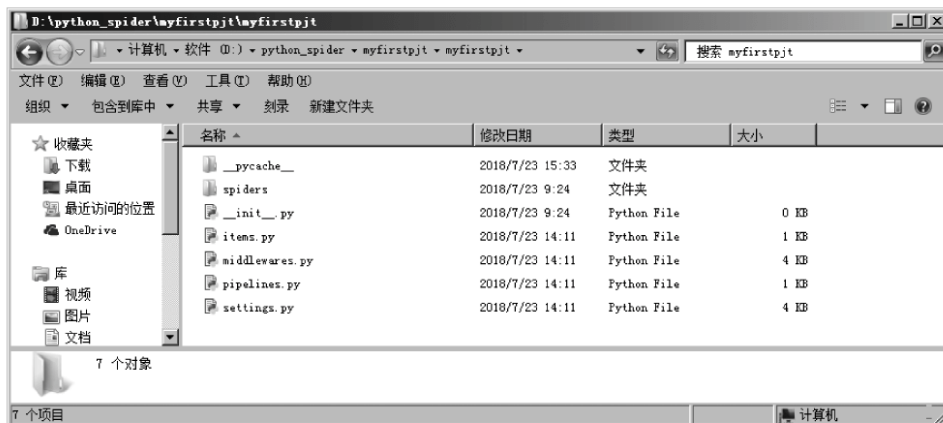 D:\python_spider\myfirstpjt\myfirstpjt
计算机 软件 (D:) python_spider myfirstpjt myfirstpjt 搜索 myfirstpjt
文件(F) 编辑(E) 查看(V) 工具(T) 帮助(H)
组织 包含到库中 共享 刻录 新建文件夹
收藏夹
下载
桌面
最近访问的位置
OneDrive
库
视频
图片
文档
名称 修改日期 类型 大小
__pycache__ 2018/7/23 15:33 文件夹
spiders 2018/7/23 9:24 文件夹
__init__.py 2018/7/23 9:24 Python File 0 KB
items.py 2018/7/23 14:11 Python File 1 KB
middlewares.py 2018/7/23 14:11 Python File 4 KB
pipelines.py 2018/7/23 14:11 Python File 1 KB
settings.py 2018/7/23 14:11 Python File 4 KB
7 个对象
7 个项目 计算机